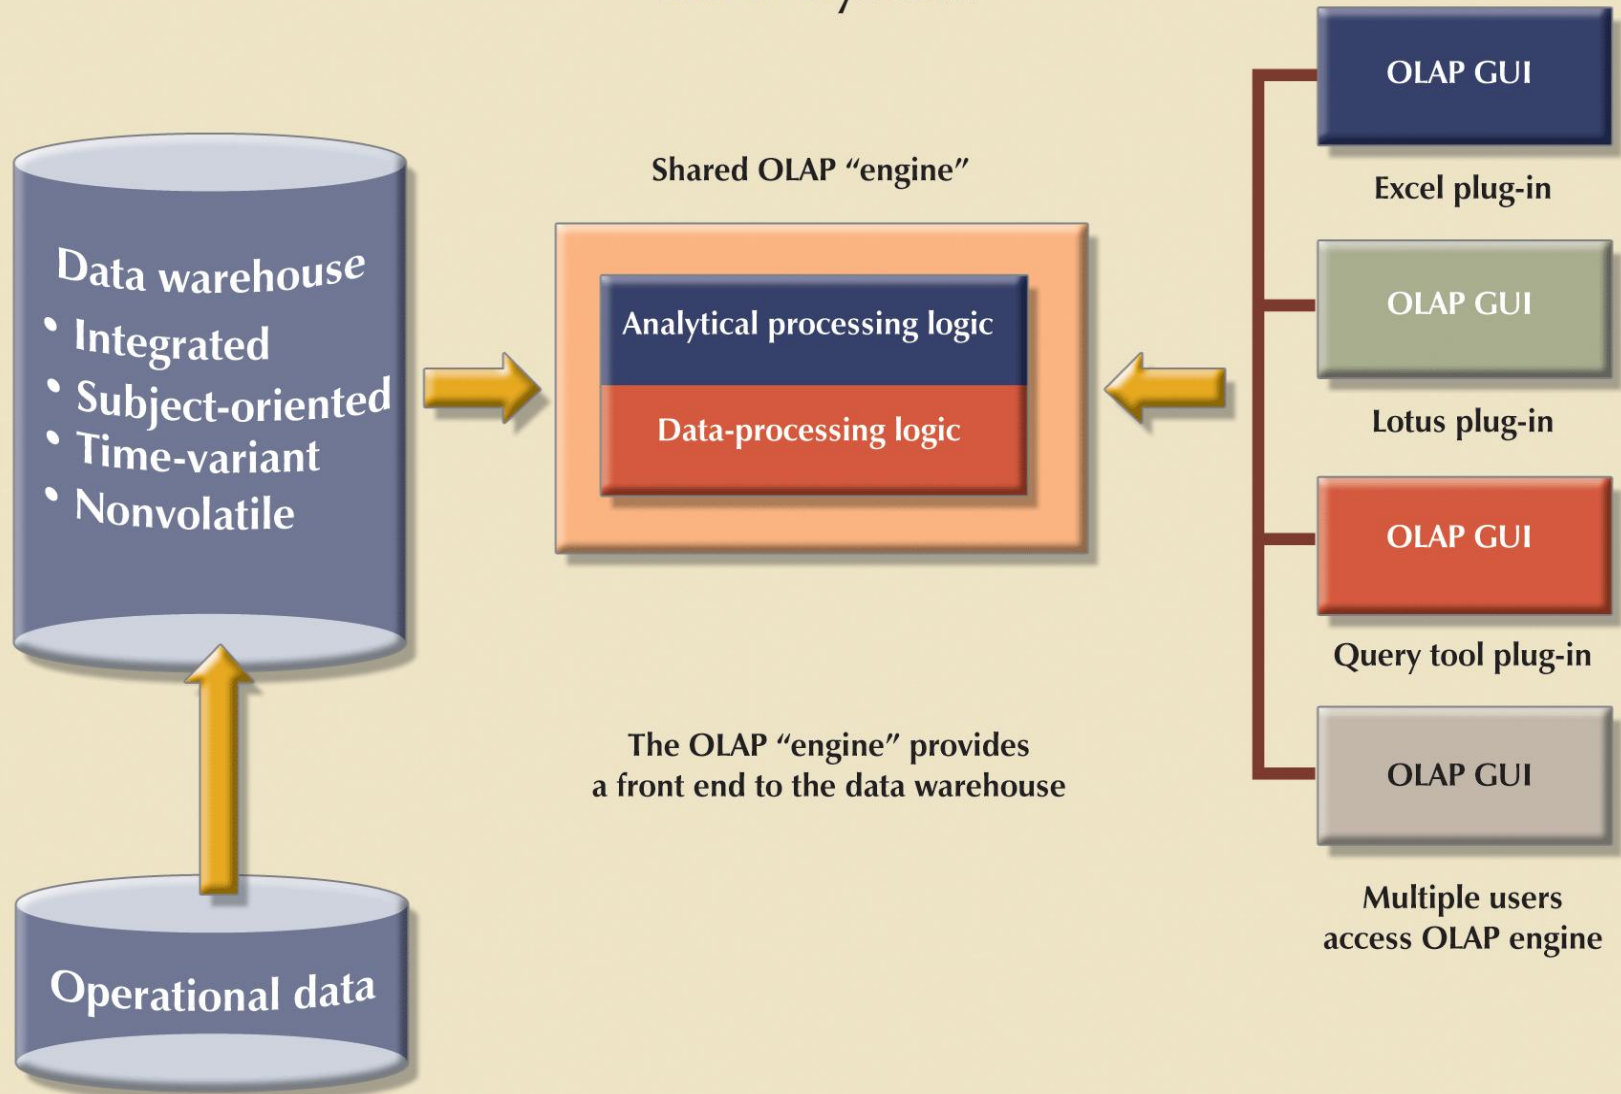 Data warehouse
• Integrated
• Subject-oriented
• Time-variant
• Nonvolatile
Operational data
Shared OLAP “engine”
Analytical processing logic
Data-processing logic
The OLAP “engine” provides
a front end to the data warehouse
OLAP GUI
Excel plug-in
OLAP GUI
Lotus plug-in
OLAP GUI
Query tool plug-in
OLAP GUI
Multiple users
access OLAP engine